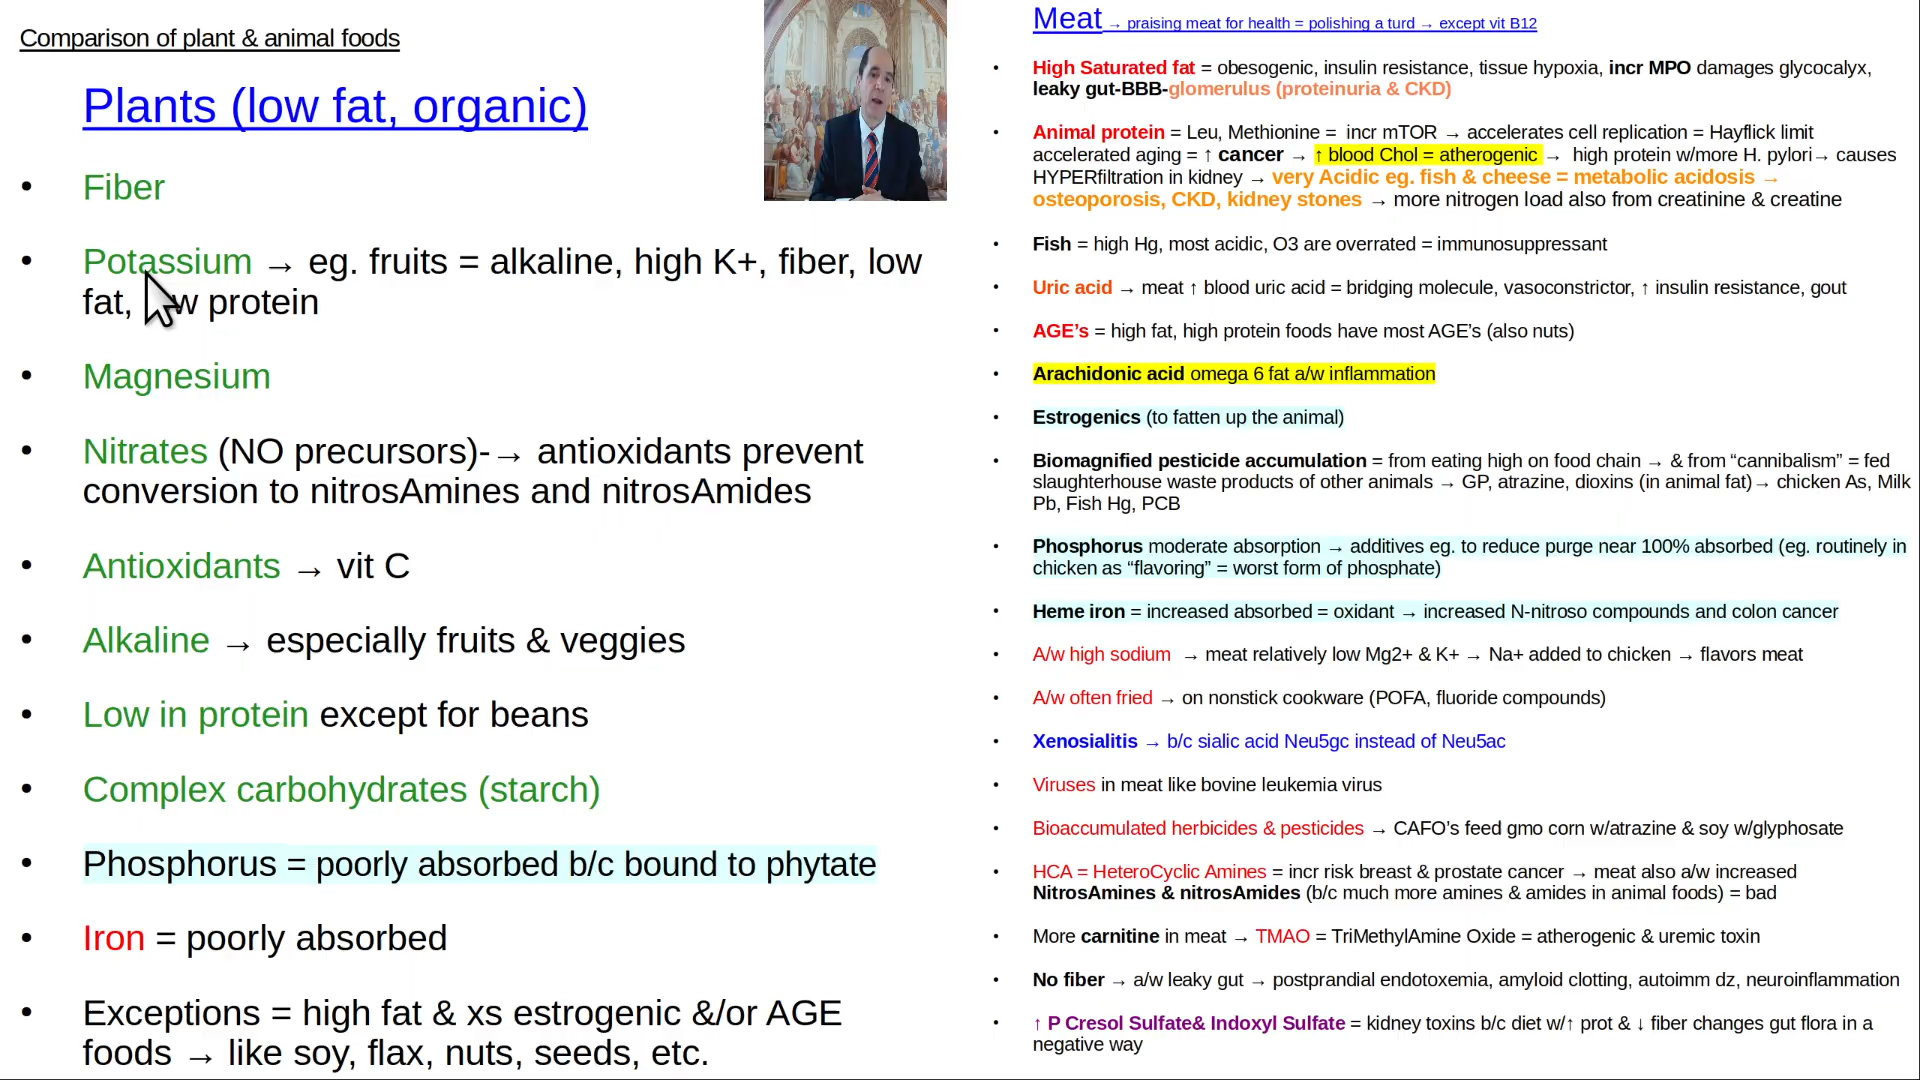 Comparison of plant & animal foods
Plants (low fat, organic)
• Fiber
• Potassium → eg. fruits = alkaline, high K+, fiber, low
fat, w protein
• Magnesium
• Nitrates (NO precursors)-→ antioxidants prevent
conversion to nitrosAmines and nitrosAmides
• Antioxidants → vit C
• Alkaline → especially fruits & veggies
• Low in protein except for beans
• Complex carbohydrates (starch)
• Phosphorus = poorly absorbed b/c bound to phytate
• Iron = poorly absorbed
• Exceptions = high fat & xs estrogenic &/or AGE
foods → like soy, flax, nuts, seeds, etc.
Meat → praising meat for health = polishing a turd → except vit B12
• High Saturated fat = obesogenic, insulin resistance, tissue hypoxia, incr MPO damages glycocalyx,
leaky gut-BBB-glomerulus (proteinuria & CKD)
• Animal protein = Leu, Methionine = incr mTOR → accelerates cell replication = Hayflick limit
accelerated aging = ↑ cancer → ↑ blood Chol = atherogenic → high protein w/more H. pylori→ causes
HYPERfiltration in kidney → very Acidic eg. fish & cheese = metabolic acidosis →
osteoporosis, CKD, kidney stones → more nitrogen load also from creatinine & creatine
• Fish = high Hg, most acidic, O3 are overrated = immunosuppressant
• Uric acid → meat ↑ blood uric acid = bridging molecule, vasoconstrictor, ↑ insulin resistance, gout
• AGE’s = high fat, high protein foods have most AGE’s (also nuts)
• Arachidonic acid omega 6 fat a/w inflammation
• Estrogenics (to fatten up the animal)
• Biomagnified pesticide accumulation = from eating high on food chain → & from “cannibalism” = fed
slaughterhouse waste products of other animals → GP, atrazine, dioxins (in animal fat)→ chicken As, Milk
Pb, Fish Hg, PCB
• Phosphorus moderate absorption → additives eg. to reduce purge near 100% absorbed (eg. routinely in
chicken as “flavoring” = worst form of phosphate)
• Heme iron = increased absorbed = oxidant → increased N-nitroso compounds and colon cancer
• A/w high sodium → meat relatively low Mg2+ & K+ → Na+ added to chicken → flavors meat
• A/w often fried → on nonstick cookware (POFA, fluoride compounds)
• Xenosialitis → b/c sialic acid Neu5gc instead of Neu5ac
• Viruses in meat like bovine leukemia virus
• Bioaccumulated herbicides & pesticides → CAFO’s feed gmo corn w/atrazine & soy w/glyphosate
• HCA = HeteroCyclic Amines = incr risk breast & prostate cancer → meat also a/w increased
NitrosAmines & nitrosAmides (b/c much more amines & amides in animal foods) = bad
• More carnitine in meat → TMAO = TriMethylAmine Oxide = atherogenic & uremic toxin
• No fiber → a/w leaky gut → postprandial endotoxemia, amyloid clotting, autoimm dz, neuroinflammation
• ↑ P Cresol Sulfate& Indoxyl Sulfate = kidney toxins b/c diet w/↑ prot & ↓ fiber changes gut flora in a
negative way